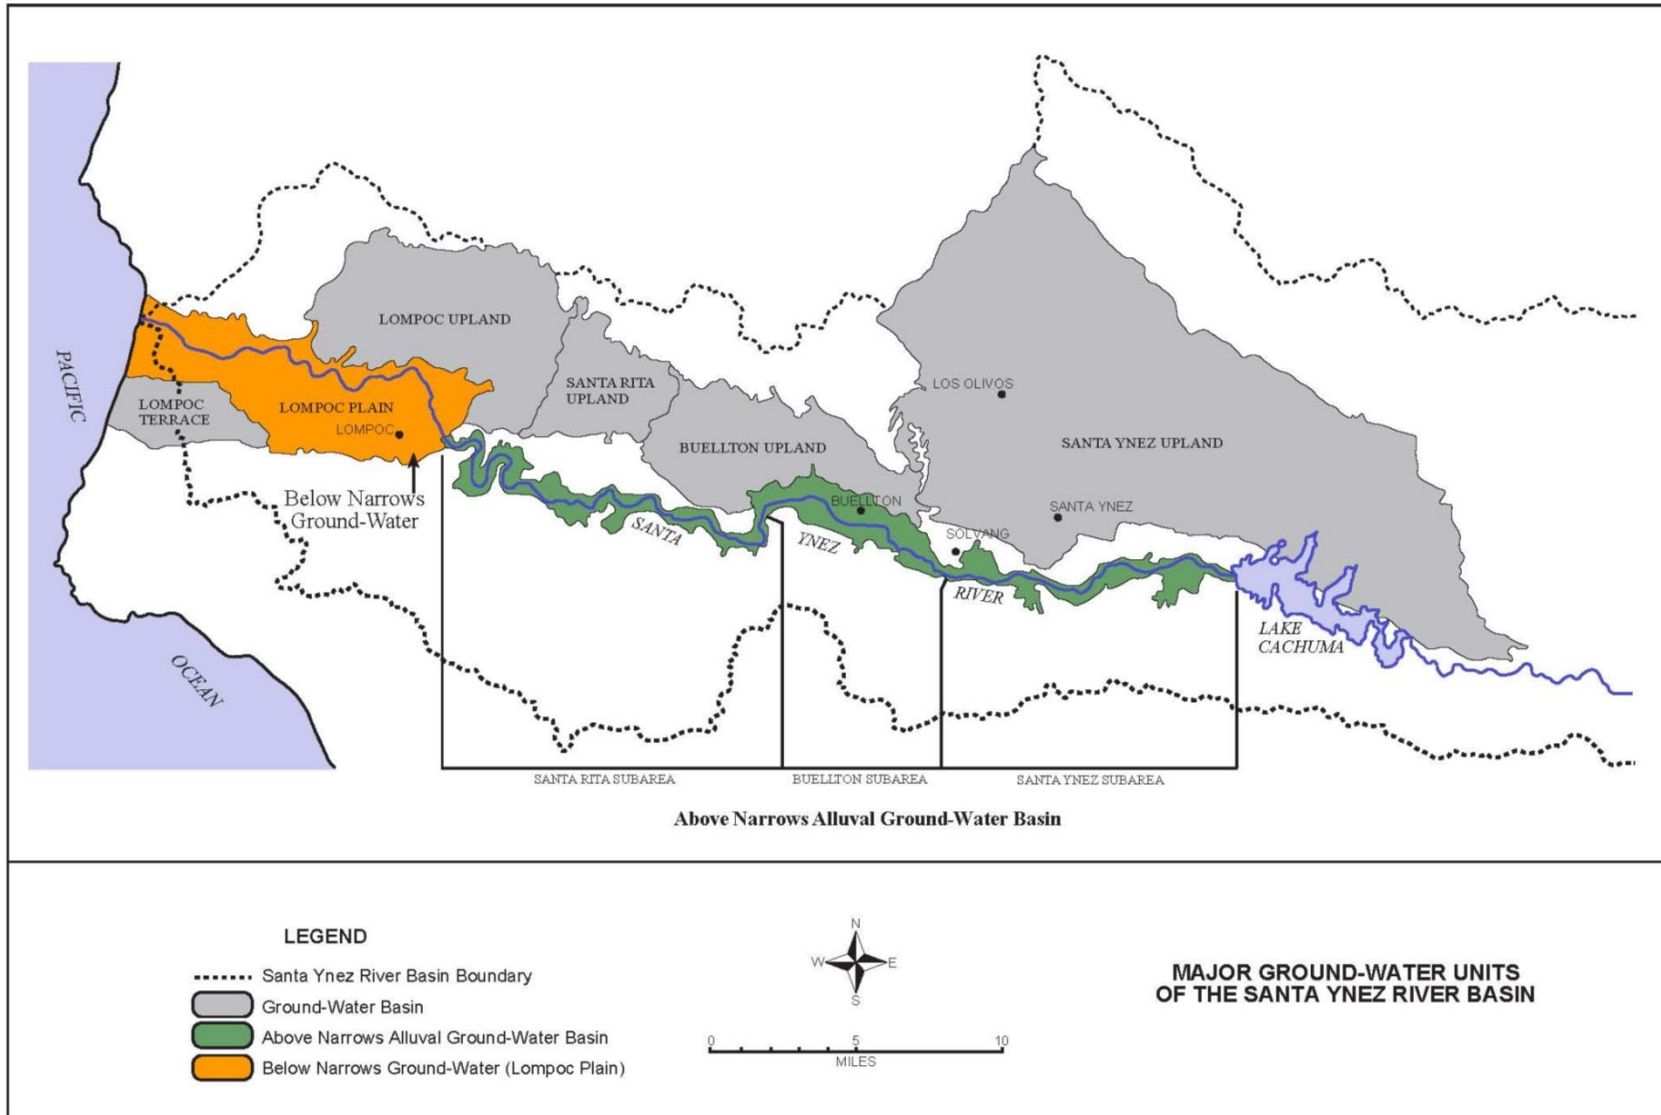 LOMPOC UPLAND
SANTA RITA
UPLAND
LOS OLIVOS
PACIFIC
LOMPOC
TERRACE
LOMPOC PLAIN
LOMPOC
BUELLTON UPLAND
SANTA YNEZ UPLAND
Below Narrows
Ground-Water
BUELLTON
SANTA YNEZ
SANTA
YNEZ
SOLVANG
RIVER
LAKE
CACHUMA
OCEAN
SANTA RITA SUBAREA
BUELLTON SUBAREA
SANTA YNEZ SUBAREA
Above Narrows Alluval Ground-Water Basin
LEGEND
Santa Ynez River Basin Boundary
Ground-Water Basin
Above Narrows Alluval Ground-Water Basin
Below Narrows Ground-Water (Lompoc Plain)
N
W E
S
0 5 10
MILES
MAJOR GROUND-WATER UNITS
OF THE SANTA YNEZ RIVER BASIN